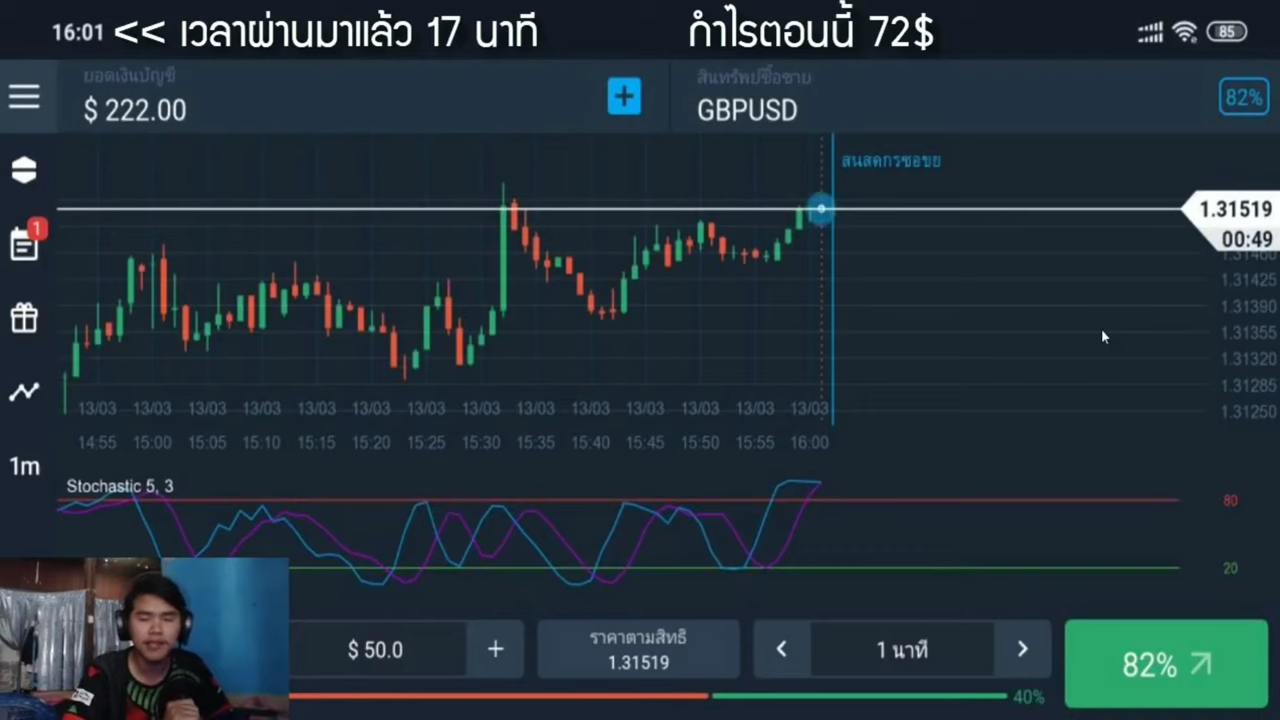 16:01 << เวลาผ่านมาแล้ว 17 นาที
กำไรตอนนี้ 72$
85
ยอดเงินบัญชี
$ 222.00
+
สินทรัพย์ซื้อขาย
GBPUSD
82%
สนสดกรซอขย
1.31519
00:49
1.31460
1.31425
1.31390
1.31355
1.31320
1.31285
1.31250
1
1m
13/03 13/03 13/03 13/03 13/03 13/03 13/03 13/03 13/03 13/03 13/03 13/03 13/03 13/03
14:55 15:00 15:05 15:10 15:15 15:20 15:25 15:30 15:35 15:40 15:45 15:50 15:55 16:00
Stochastic 5, 3
80
20
$ 50.0 +
ราคาตามสิทธิ
1.31519
< 1 นาที >
82%
40%